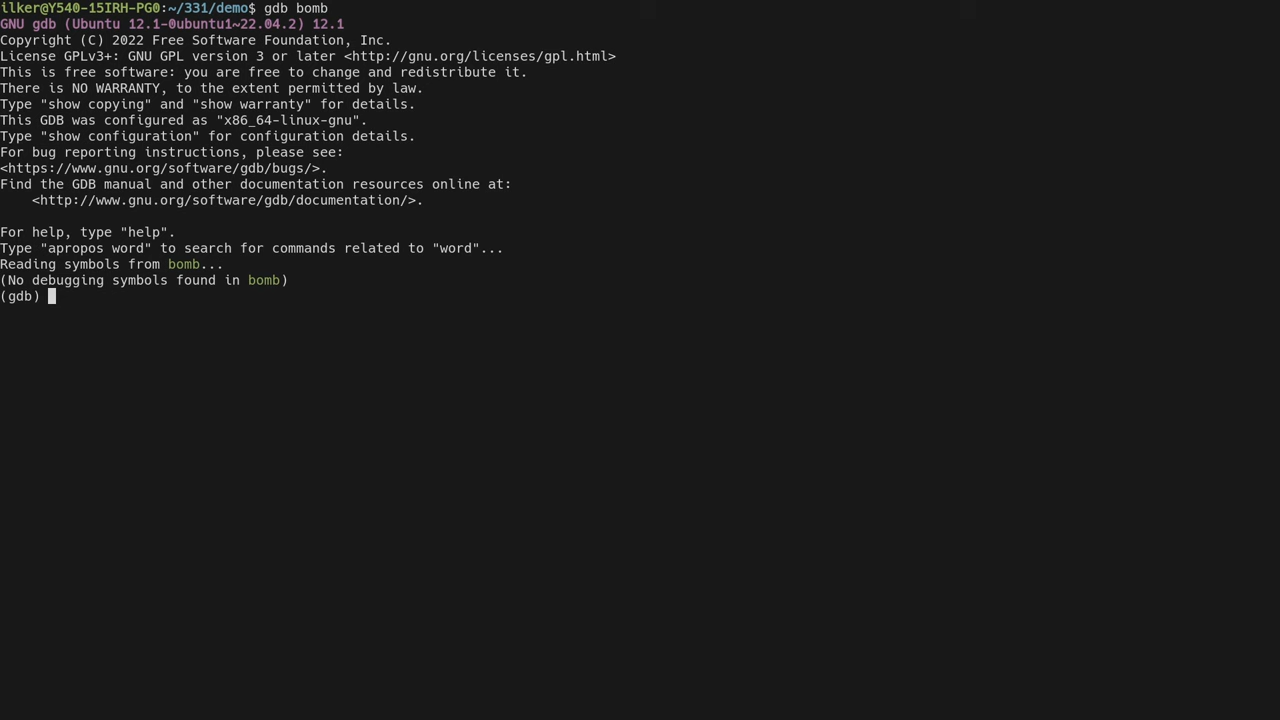 ilker@Y540-15IRH-PG0:~/331/demo$ gdb bomb
GNU gdb (Ubuntu 12.1-0ubuntu1~22.04.2) 12.1
Copyright (C) 2022 Free Software Foundation, Inc.
License GPLv3+: GNU GPL version 3 or later <http://gnu.org/licenses/gpl.html>
This is free software: you are free to change and redistribute it.
There is NO WARRANTY, to the extent permitted by law.
Type "show copying" and "show warranty" for details.
This GDB was configured as "x86_64-linux-gnu".
Type "show configuration" for configuration details.
For bug reporting instructions, please see:
<https://www.gnu.org/software/gdb/bugs/>.
Find the GDB manual and other documentation resources online at:
    <http://www.gnu.org/software/gdb/documentation/>.

For help, type "help".
Type "apropos word" to search for commands related to "word"...
Reading symbols from bomb...
(No debugging symbols found in bomb)
(gdb)